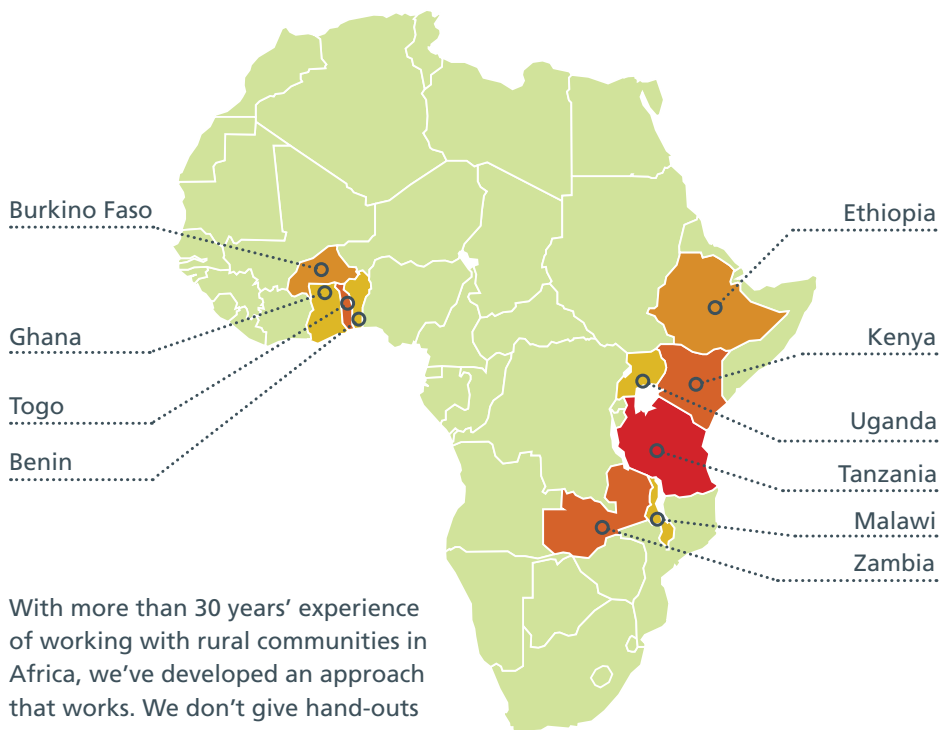 Burkino Faso
Ghana
Togo
Benin
Ethiopia
Kenya
Uganda
Tanzania
Malawi
Zambia
With more than 30 years’ experience
of working with rural communities in
Africa, we’ve developed an approach
that works. We don’t give hand-outs